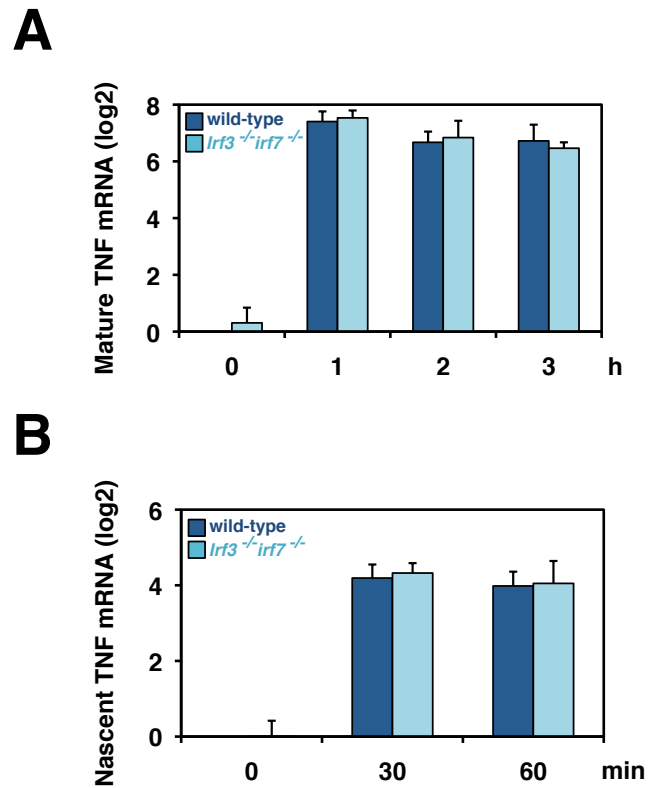 A
Mature TNF mRNA (log2)
8
6
4
2
0
wild-type
Irf3 -/- irf7 -/-
0 1 2 3 h
B
Nascent TNF mRNA (log2)
6
4
2
0
wild-type
Irf3 -/- irf7 -/-
0 30 60 min